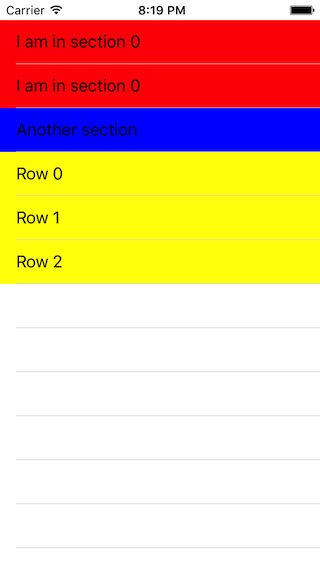 Carrier 8:19 PM
I am in section 0
I am in section 0
Another section
Row 0
Row 1
Row 2